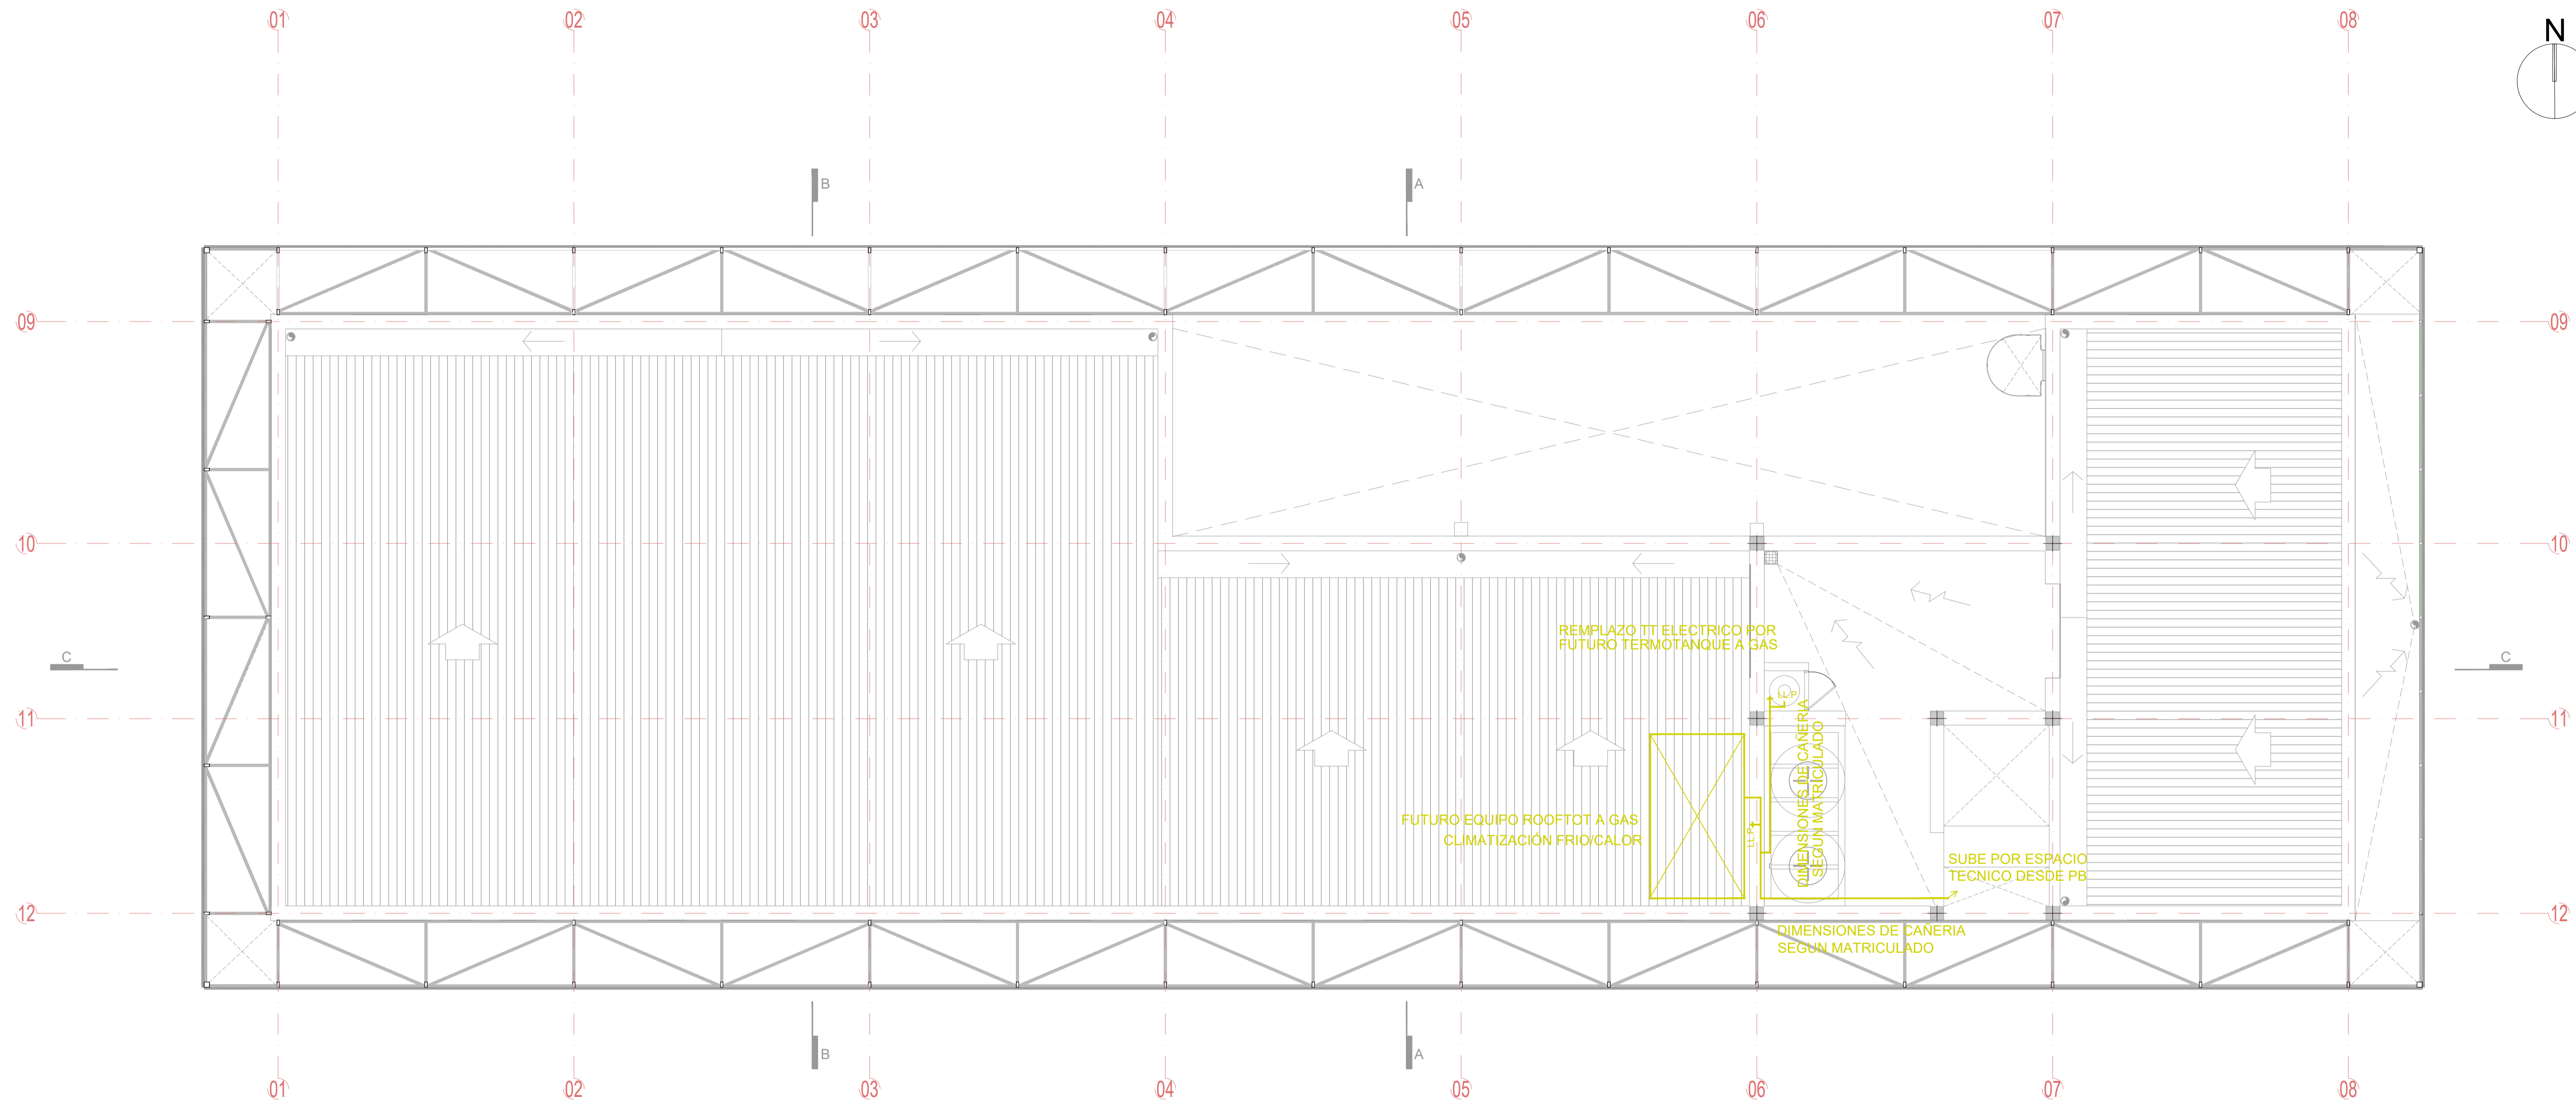 01 02 03 04 05 06 07 08
N
B A
09 09
10 10
REMPLAZO TT ELECTRICO POR
FUTURO TERMOTANQUE A GAS
C C
LL.P
11 11
DIMENSIONES DE CAÑERIA
SEGUN MATRICULADO
FUTURO EQUIPO ROOFTOT A GAS
CLIMATIZACIÓN FRIO/CALOR
LL.P
SUBE POR ESPACIO
TECNICO DESDE PB
12 12
DIMENSIONES DE CAÑERIA
SEGUN MATRICULADO
B A
01 02 03 04 05 06 07 08